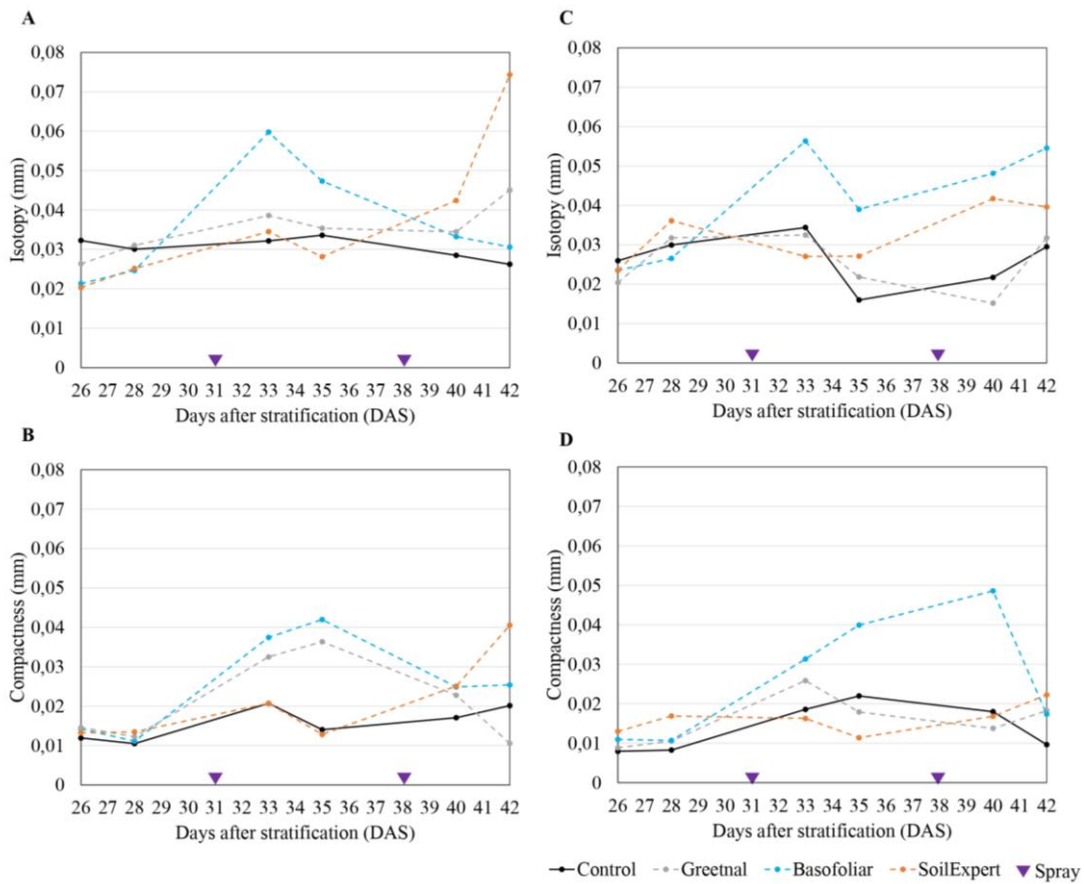 A
Isotopy (mm)
0,08
0,07
0,06
0,05
0,04
0,03
0,02
0,01
0
26 27 28 29 30 31 32 33 34 35 36 37 38 39 40 41 42
Days after stratification (DAS)
C
Isotopy (mm)
0,08
0,07
0,06
0,05
0,04
0,03
0,02
0,01
0
26 27 28 29 30 31 32 33 34 35 36 37 38 39 40 41 42
Days after stratification (DAS)
B
Compactness (mm)
0,08
0,07
0,06
0,05
0,04
0,03
0,02
0,01
0
26 27 28 29 30 31 32 33 34 35 36 37 38 39 40 41 42
Days after stratification (DAS)
D
Compactness (mm)
0,08
0,07
0,06
0,05
0,04
0,03
0,02
0,01
0
26 27 28 29 30 31 32 33 34 35 36 37 38 39 40 41 42
Days after stratification (DAS)
Control Greetnal Basofoliar SoilExpert Spray